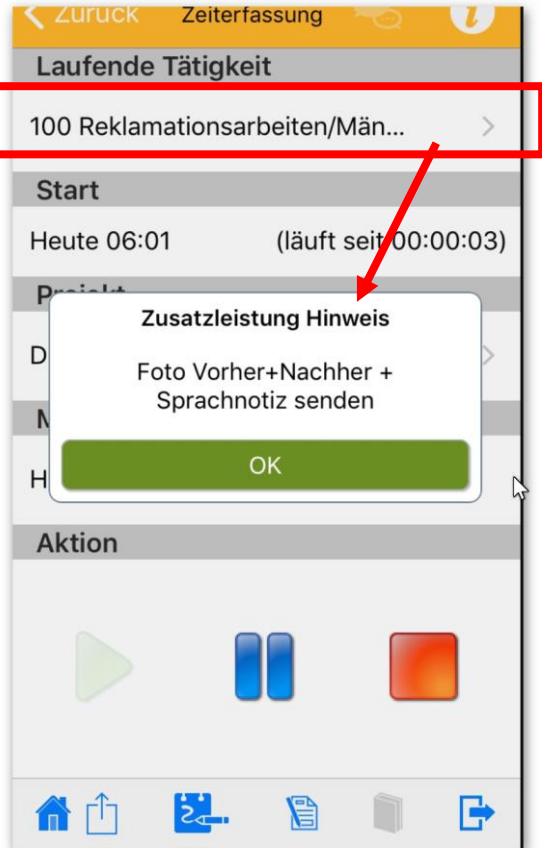 Zurück Zeiterfassung
Laufende Tätigkeit
100 Reklamationsarbeiten/Män...
Start
Heute 06:01 (läuft seit 00:00:03)
Projekt
D
Zusatzleistung Hinweis
Foto Vorher+Nachher +
Sprachnotiz senden
OK
M
H
Aktion